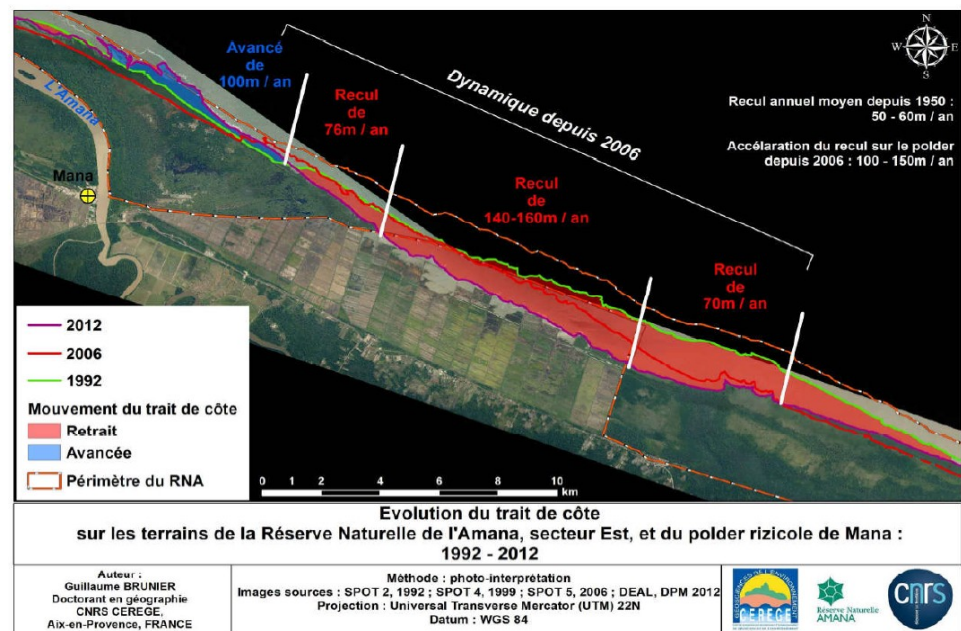 Avancé
de
100m / an
Recul
de
76m / an
Dynamique depuis 2006
Recul
de
140-160m / an
Recul
de
70m / an
N
W E
S
Recul annuel moyen depuis 1950 :
50 - 60m / an
Accélaration du recul sur le polder
depuis 2006 : 100 - 150m / an
L'Amana
Mana
2012
2006
1992
Mouvement du trait de côte
Retrait
Avancée
Périmètre du RNA
0 1 2 4 6 8 10
km
Evolution du trait de côte
sur les terrains de la Réserve Naturelle de l'Amana, secteur Est, et du polder rizicole de Mana :
1992 - 2012
Auteur :
Guillaume BRUNIER
Doctorant en géographie
CNRS CEREGE,
Aix-en-Provence, FRANCE
Méthode : photo-interprétation
Images sources : SPOT 2, 1992 ; SPOT 4, 1999 ; SPOT 5, 2006 ; DEAL, DPM 2012
Projection : Universal Transverse Mercator (UTM) 22N
Datum : WGS 84
GÉOSCIENCES DE L'ENVIRONNEMENT
CEREGE
Réserve Naturelle
AMANA
cnrs